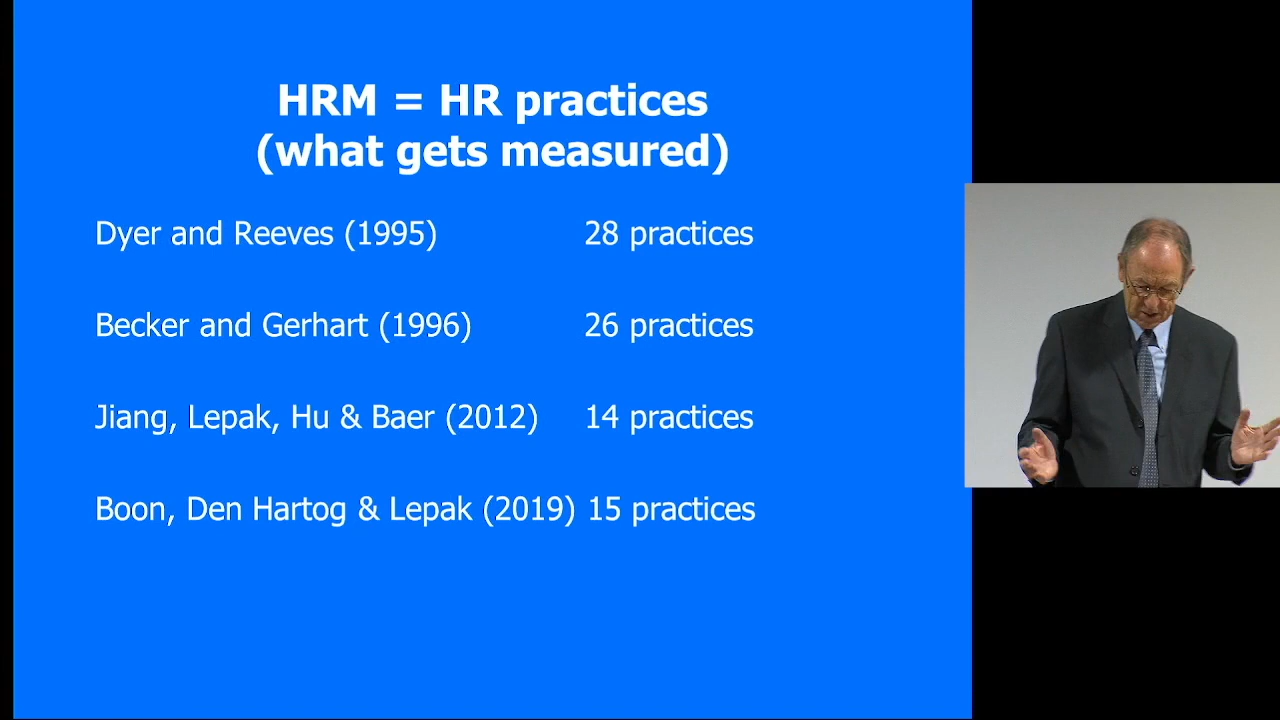 HRM = HR practices
(what gets measured)
Dyer and Reeves (1995) 28 practices
Becker and Gerhart (1996) 26 practices
Jiang, Lepak, Hu & Baer (2012) 14 practices
Boon, Den Hartog & Lepak (2019) 15 practices